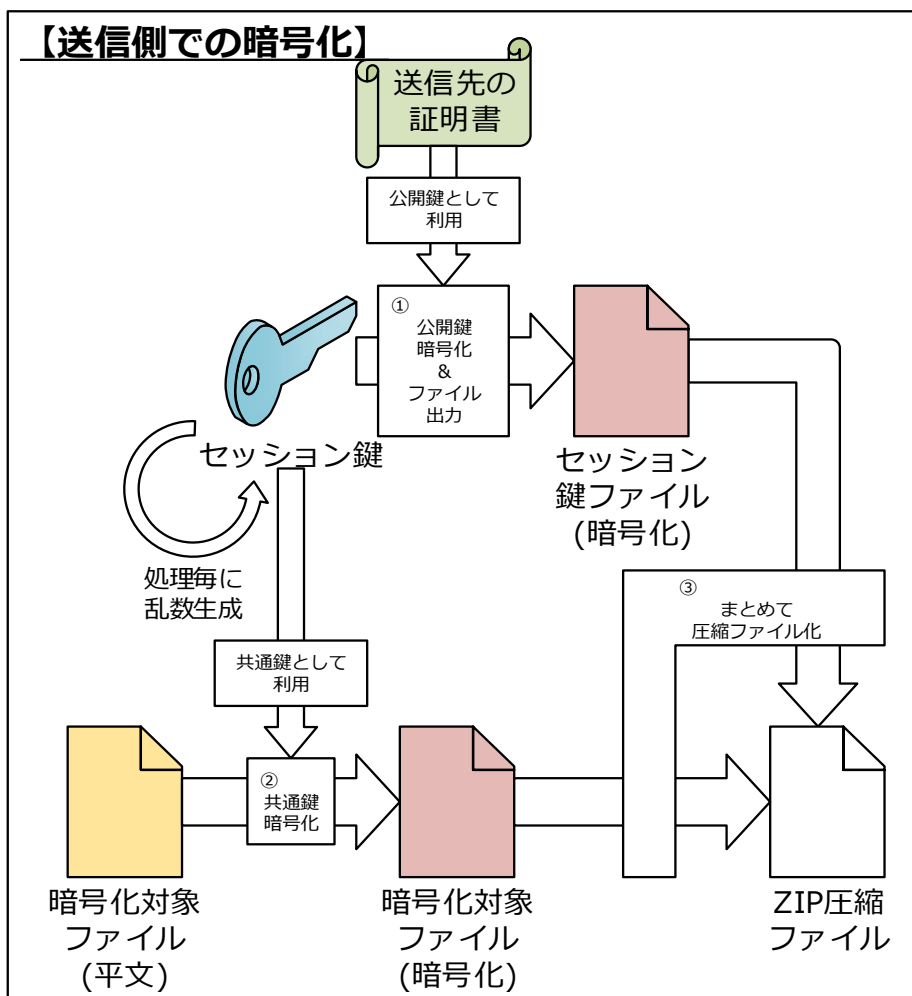 【送信側での暗号化】
送信先の
証明書
公開鍵として
利用
①
公開鍵
暗号化
&
ファイル
出力
セッション鍵
セッション
鍵ファイル
(暗号化)
処理毎に
乱数生成
③
まとめて
圧縮ファイル化
共通鍵として
利用
②
共通鍵
暗号化
暗号化対象
ファイル
(平文)
暗号化対象
ファイル
(暗号化)
ZIP圧縮
ファイル